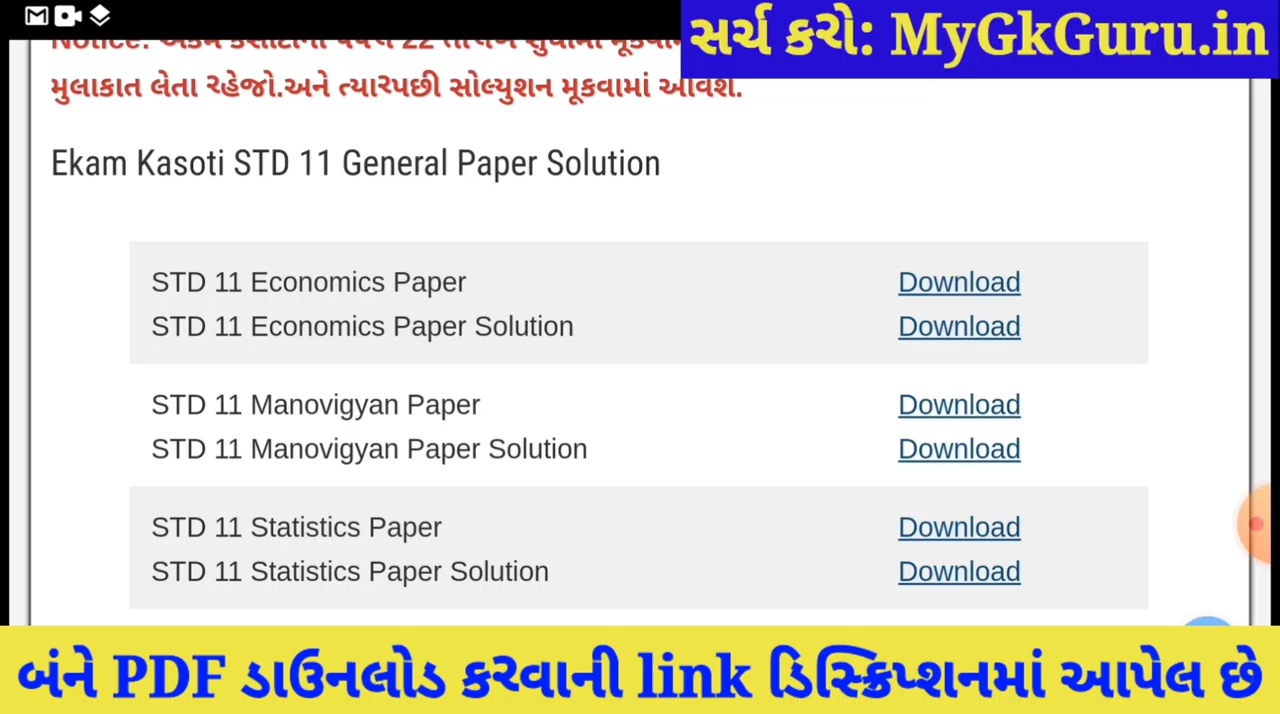 સર્ચ કરો: MyGkGuru.in
મુલાકાત લેતા રહેજો.અને ત્યારપછી સોલ્યુશન મૂકવામાં આવશે.
Ekam Kasoti STD 11 General Paper Solution
STD 11 Economics Paper Download
STD 11 Economics Paper Solution Download
STD 11 Manovigyan Paper Download
STD 11 Manovigyan Paper Solution Download
STD 11 Statistics Paper Download
STD 11 Statistics Paper Solution Download
બંને PDF ડાઉનલોડ કરવાની link ડિસ્ક્રિપ્શનમાં આપેલ છે